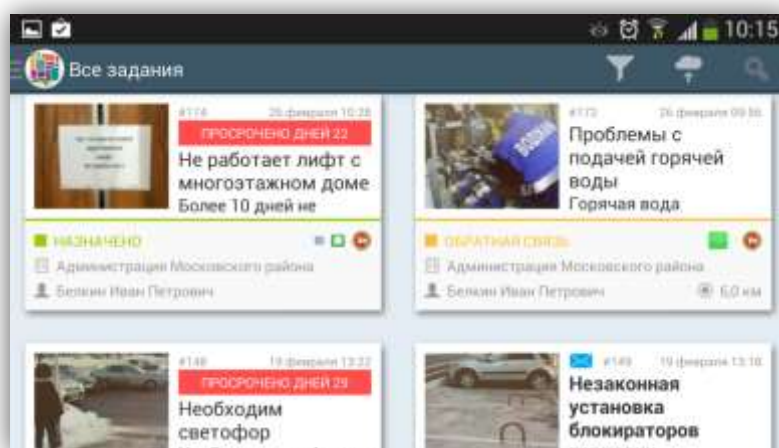 10:15
Все задания
#174 26 февраля 10:28
ПРОСРОЧЕНО ДНЕЙ 22
Не работает лифт с
многоэтажном доме
Более 10 дней не
НАЗНАЧЕНО
Администрация Московского района
Белкин Иван Петрович
26 февраля 09:56
Проблемы с
подачей горячей
воды
Горячая вода
ОБРАТНАЯ СВЯЗЬ
Администрация Московского района
Белкин Иван Петрович 6,0 км
#148 19 февраля 13:22
ПРОСРОЧЕНО ДНЕЙ 29
Необходим
светофор
#149 19 февраля 13:18
Незаконная
установка
блокираторов